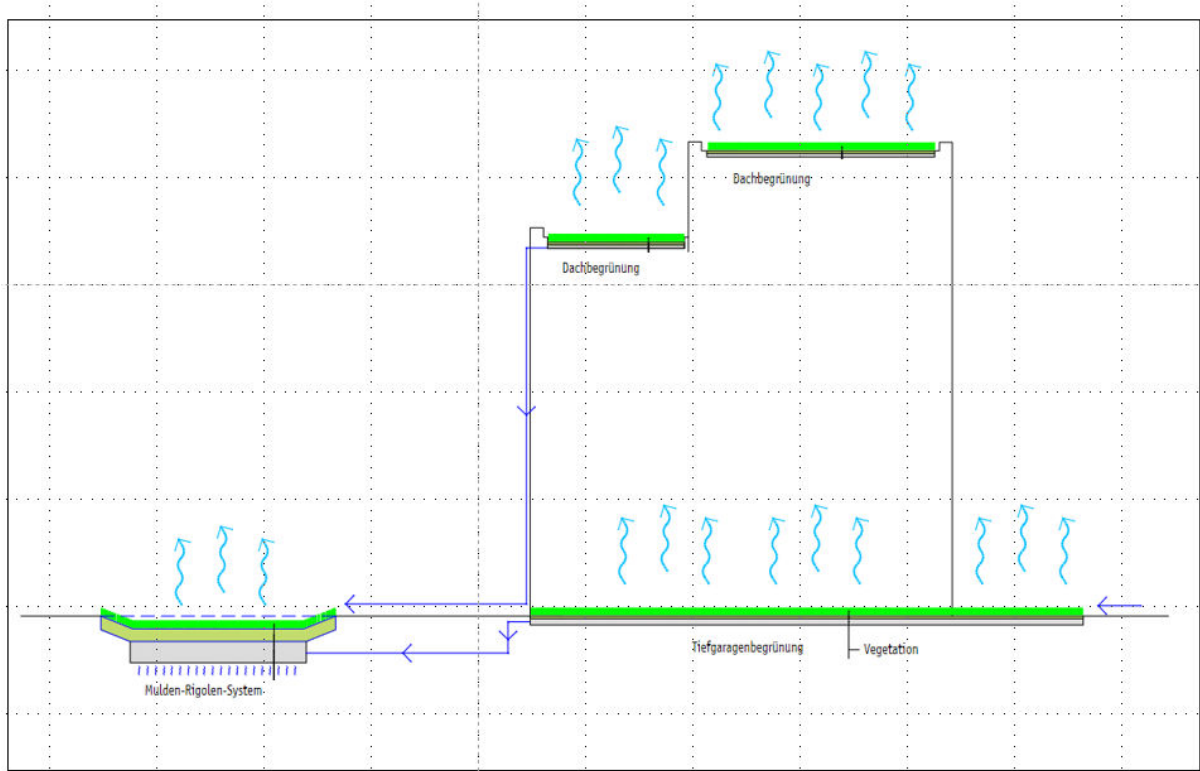 Dachbegrünung
Dachbegrünung
Tiefgaragenbegrünung
Vegetation
Mulden-Rigolen-System